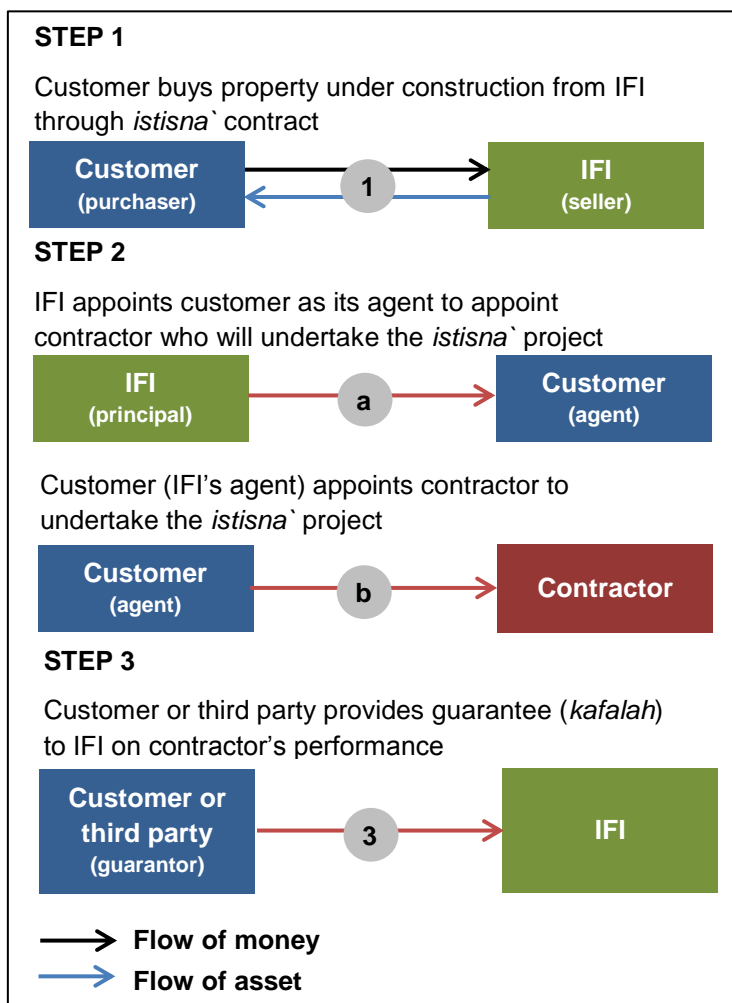 STEP 1
Customer buys property under construction from IFI
through istisna` contract
Customer
(purchaser)
1
IFI
(seller)
STEP 2
IFI appoints customer as its agent to appoint
contractor who will undertake the istisna` project
IFI
(principal)
a
Customer
(agent)
Customer (IFI’s agent) appoints contractor to
undertake the istisna` project
Customer
(agent)
b
Contractor
STEP 3
Customer or third party provides guarantee (kafalah)
to IFI on contractor’s performance
Customer or
third party
(guarantor)
3
IFI
Flow of money
Flow of asset